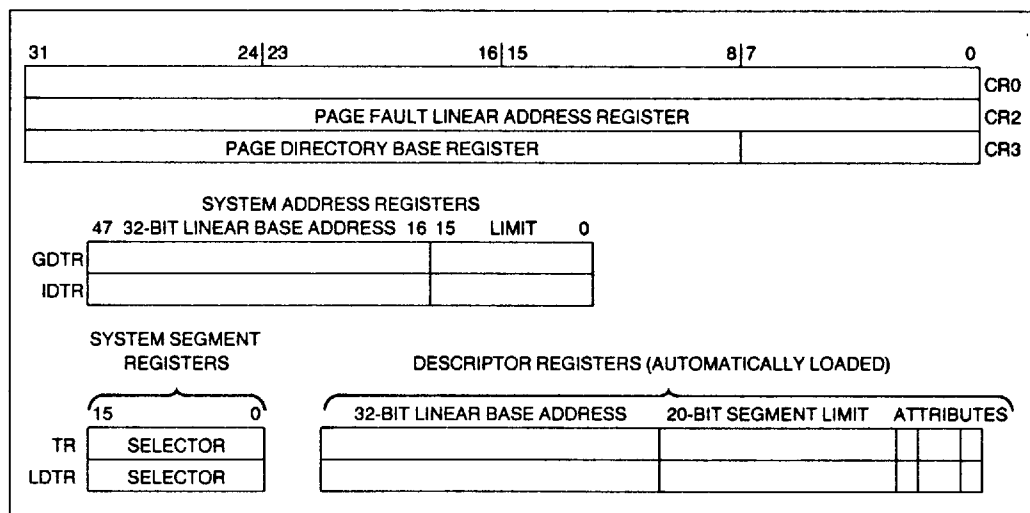 31 24 23 16 15 8 7 0
CR0
PAGE FAULT LINEAR ADDRESS REGISTER CR2
PAGE DIRECTORY BASE REGISTER CR3
SYSTEM ADDRESS REGISTERS
47 32-BIT LINEAR BASE ADDRESS 16 15 LIMIT 0
GDTR
IDTR
SYSTEM SEGMENT
REGISTERS
DESCRIPTOR REGISTERS (AUTOMATICALLY LOADED)
15 0
32-BIT LINEAR BASE ADDRESS 20-BIT SEGMENT LIMIT ATTRIBUTES
TR SELECTOR
LDTR SELECTOR